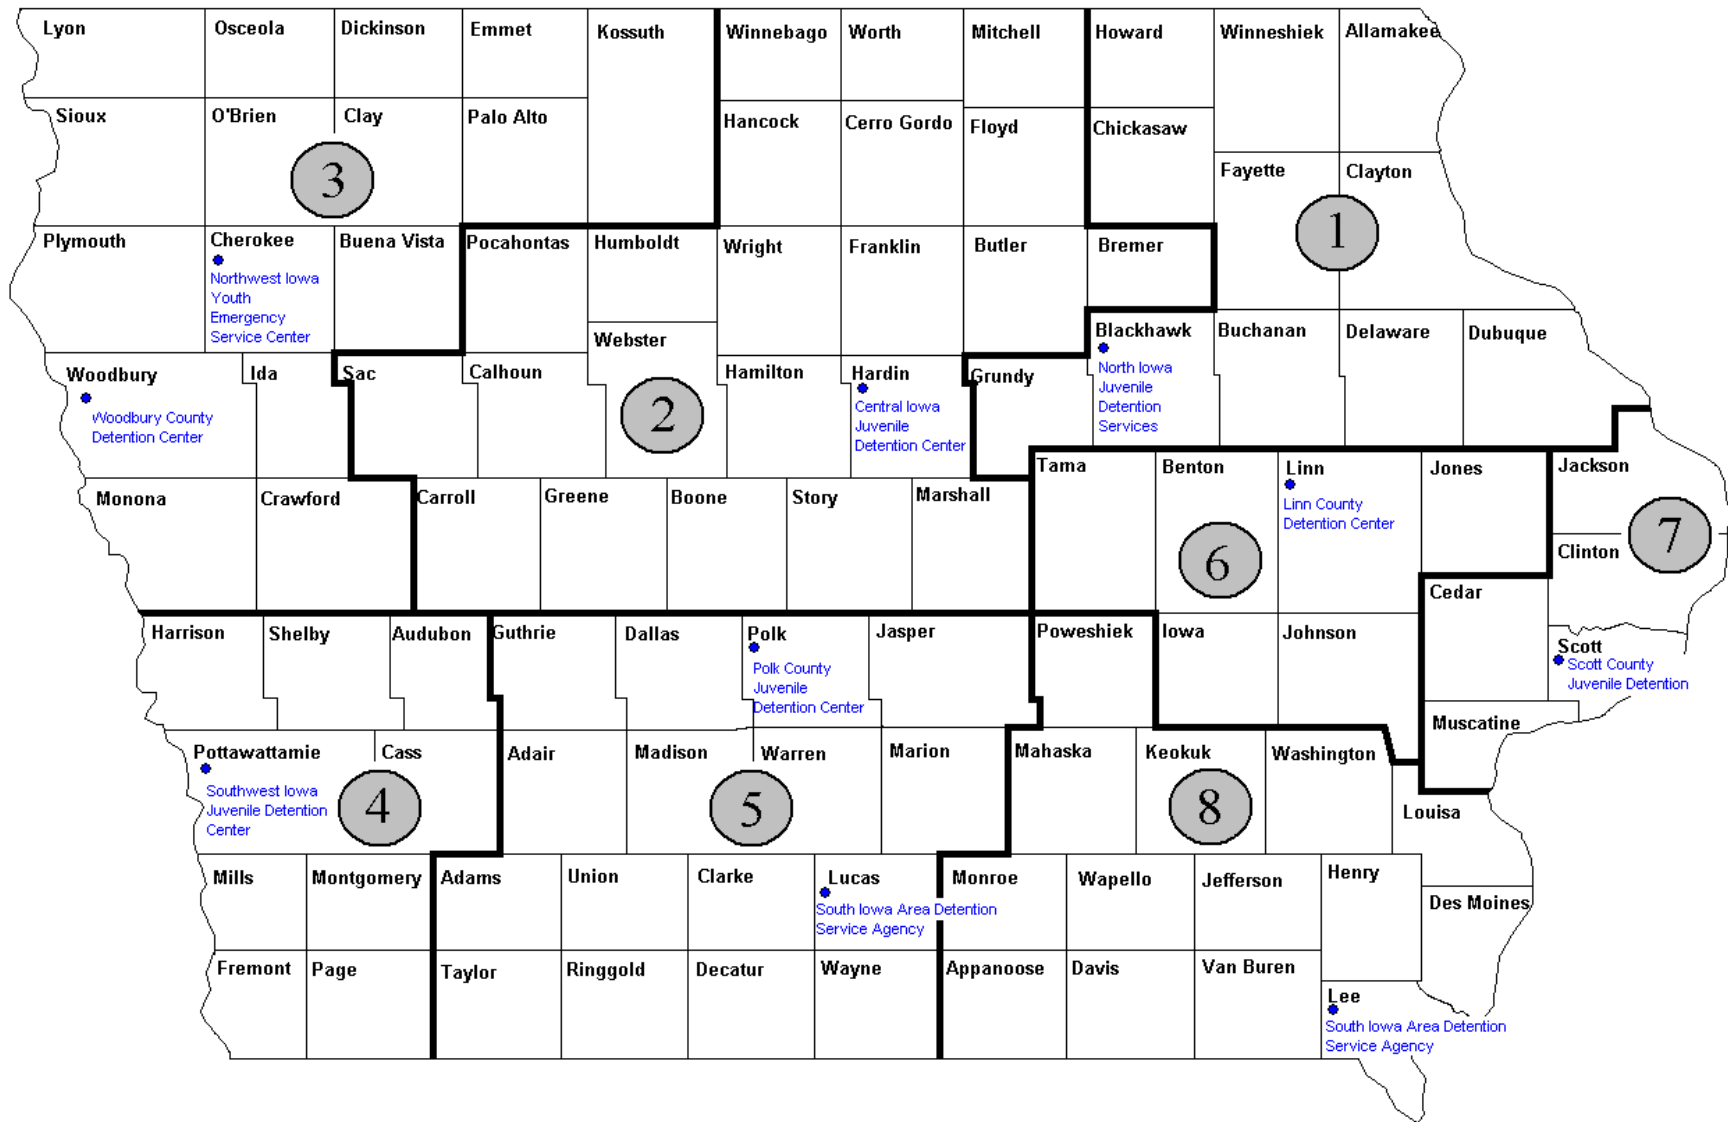 Lyon
Osceola
Dickinson
Emmet
Kossuth
Winnebago
Worth
Mitchell
Howard
Winneshiek
Allamakee
Sioux
O'Brien
Clay
Palo Alto
Hancock
Cerro Gordo
Floyd
Chickasaw
3
Fayette
Clayton
1
Plymouth
Cherokee
Northwest Iowa
Youth
Emergency
Service Center
Buena Vista
Pocahontas
Humboldt
Wright
Franklin
Butler
Bremer
Webster
Blackhawk
North Iowa
Juvenile
Detention
Services
Buchanan
Delaware
Dubuque
Woodbury
Woodbury County
Detention Center
Ida
Sac
Calhoun
2
Hamilton
Hardin
Central Iowa
Juvenile
Detention Center
Grundy
Monona
Crawford
Carroll
Greene
Boone
Story
Marshall
Tama
Benton
Linn
Linn County
Detention Center
Jones
Jackson
7
Clinton
6
Cedar
Harrison
Shelby
Audubon
Guthrie
Dallas
Polk
Polk County
Juvenile
Detention Center
Jasper
Poweshiek
Iowa
Johnson
Scott
Scott County
Juvenile Detention
Muscatine
Pottawattamie
Southwest Iowa
Juvenile Detention
Center
Cass
4
Adair
Madison
Warren
5
Marion
Mahaska
Keokuk
8
Washington
Louisa
Mills
Montgomery
Adams
Union
Clarke
Lucas
South Iowa Area Detention
Service Agency
Monroe
Wapello
Jefferson
Henry
Des Moines
Fremont
Page
Taylor
Ringgold
Decatur
Wayne
Appanoose
Davis
Van Buren
Lee
South Iowa Area Detention
Service Agency